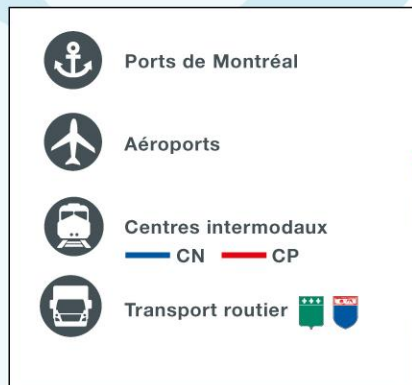 Ports de Montréal
Aéroports
Centres intermodaux
CN CP
Transport routier